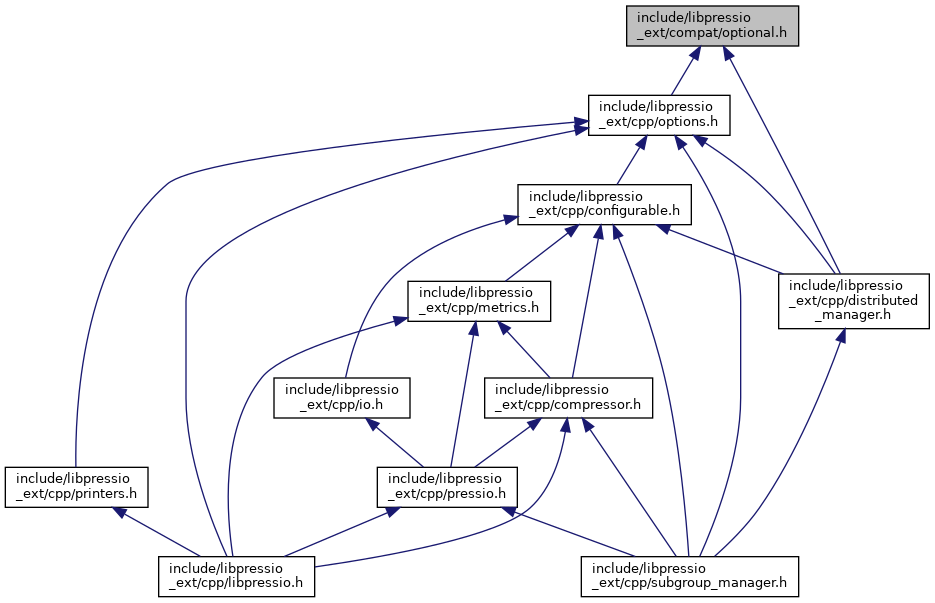 include/libpressio
_ext/compat/optional.h
include/libpressio
_ext/cpp/options.h
include/libpressio
_ext/cpp/configurable.h
include/libpressio
_ext/cpp/distributed
_manager.h
include/libpressio
_ext/cpp/metrics.h
include/libpressio
_ext/cpp/io.h
include/libpressio
_ext/cpp/compressor.h
include/libpressio
_ext/cpp/printers.h
include/libpressio
_ext/cpp/pressio.h
include/libpressio
_ext/cpp/libpressio.h
include/libpressio
_ext/cpp/subgroup_manager.h